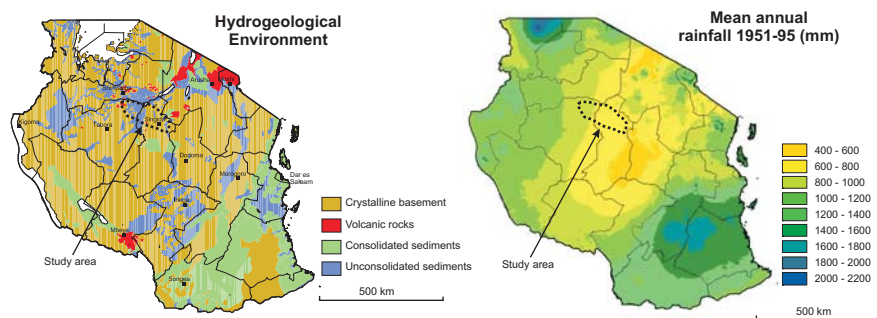 Hydrogeological
Environment
Arusha
Moshi
Shinyanga
Kigoma
Tabora
Singida
Dodoma
Morogoro
Dar es
Salaam
Iringa
Mbeya
Songea
Study area
Crystalline basement
Volcanic rocks
Consolidated sediments
Unconsolidated sediments
500 km
Mean annual
rainfall 1951-95 (mm)
Study area
400 - 600
600 - 800
800 - 1000
1000 - 1200
1200 - 1400
1400 - 1600
1600 - 1800
1800 - 2000
2000 - 2200
500 km